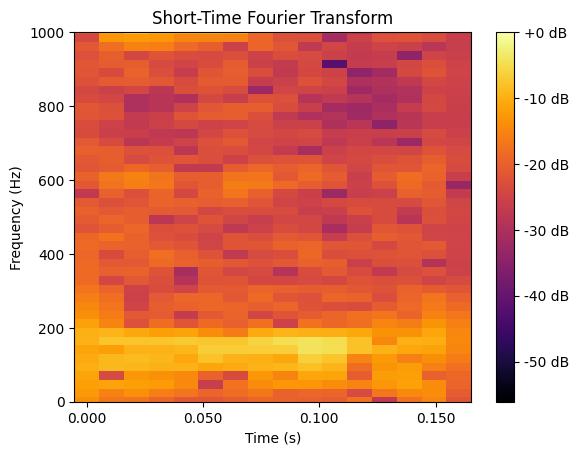 Short-Time Fourier Transform
1000
800
600
400
200
0
Frequency (Hz)
0.000
0.050
0.100
0.150
Time (s)
+0 dB
-10 dB
-20 dB
-30 dB
-40 dB
-50 dB